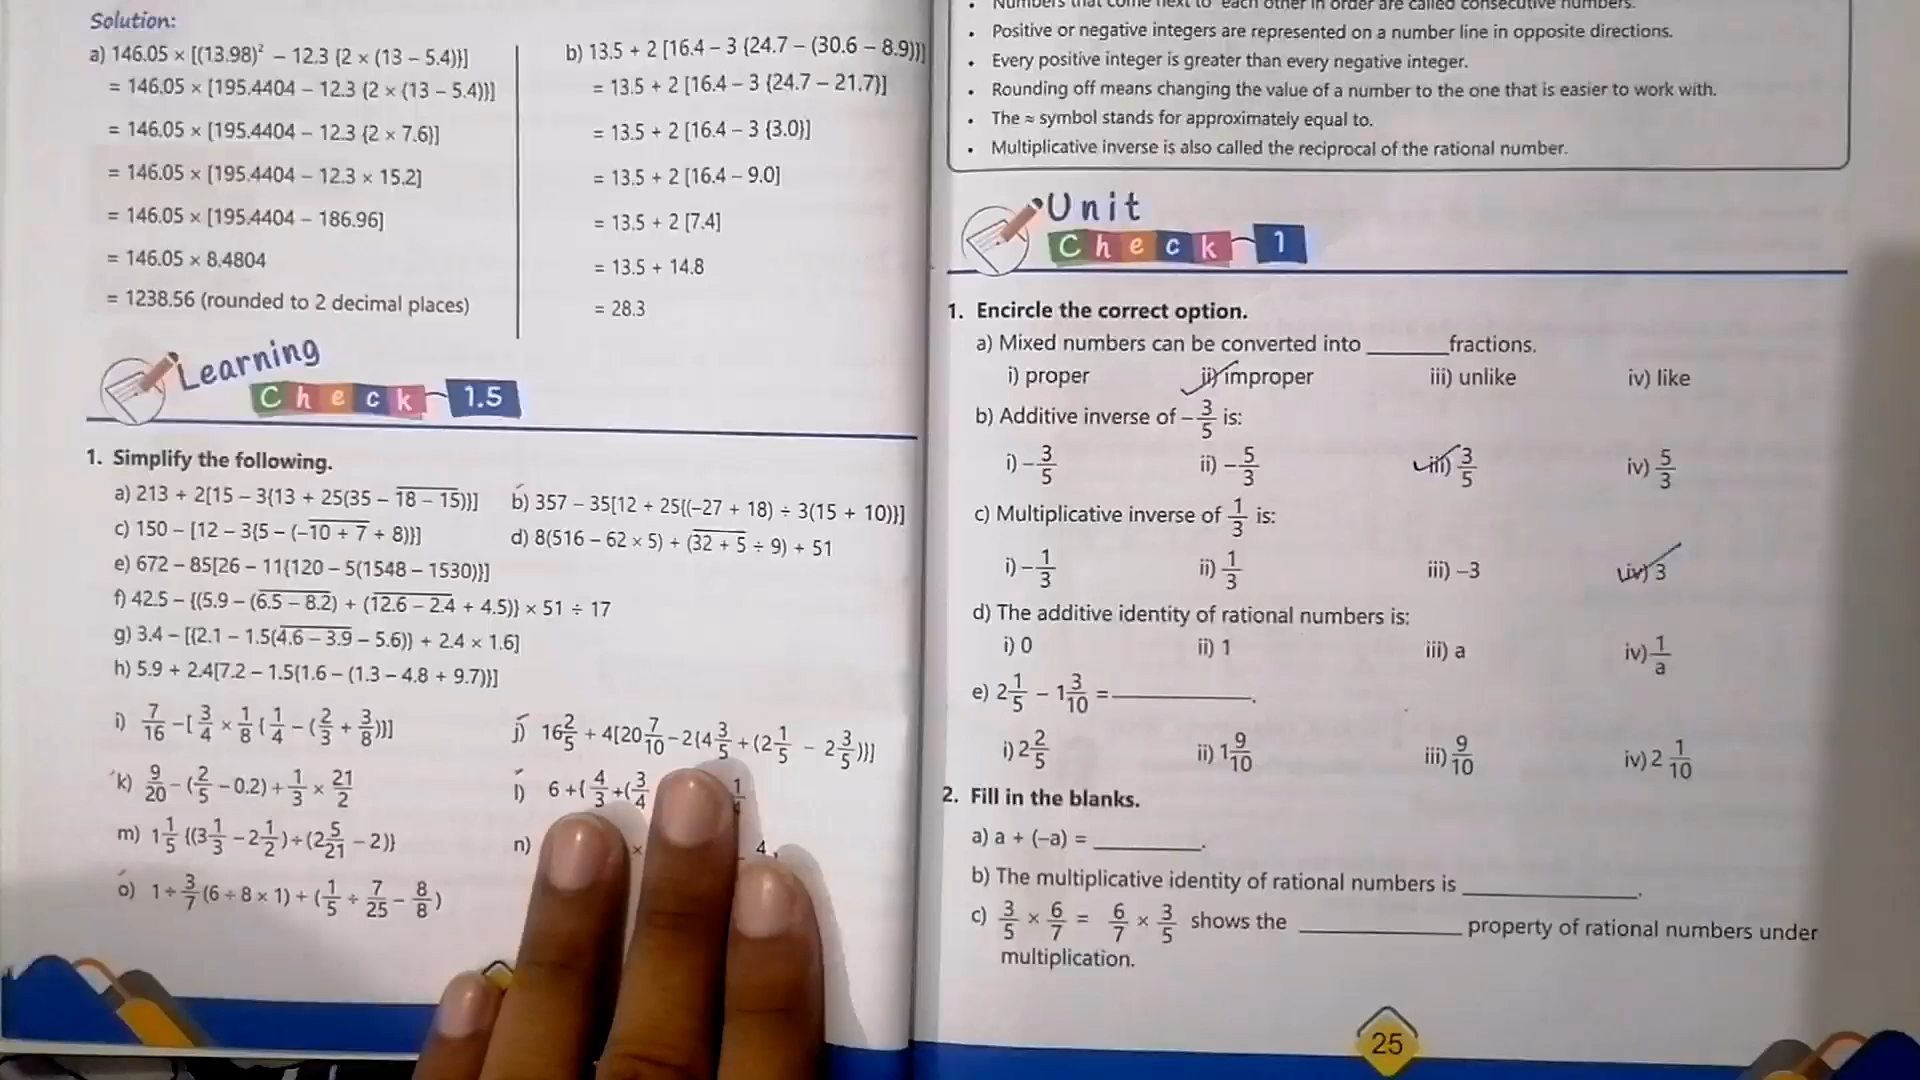 Solution:
a) 146.05 × [(13.98)² – 12.3 {2 × (13 – 5.4)}]
= 146.05 × [195.4404 – 12.3 {2 × (13 – 5.4)}]
= 146.05 × [195.4404 – 12.3 {2 × 7.6}]
= 146.05 × [195.4404 – 12.3 × 15.2]
= 146.05 × [195.4404 – 186.96]
= 146.05 × 8.4804
= 1238.56 (rounded to 2 decimal places)
b) 13.5 + 2 [16.4 – 3 {24.7 – (30.6 – 8.9)}]
= 13.5 + 2 [16.4 – 3 {24.7 – 21.7}]
= 13.5 + 2 [16.4 – 3 {3.0}]
= 13.5 + 2 [16.4 – 9.0]
= 13.5 + 2 [7.4]
= 13.5 + 14.8
= 28.3
Learning
Check 1.5
1. Simplify the following.
a) 213 + 2[15 – 3{13 + 25(35 – 18 – 15)}]
b) 357 – 35[12 + 25{(–27 + 18) ÷ 3(15 + 10)}]
c) 150 – [12 – 3{5 – (–10 + 7 + 8)}]
d) 8(516 – 62 × 5) + (32 + 5 ÷ 9) + 51
e) 672 – 85[26 – 11{120 – 5(1548 – 1530)}]
f) 42.5 – {(5.9 – (6.5 – 8.2) + (12.6 – 2.4 + 4.5)} × 51 ÷ 17
g) 3.4 – [{2.1 – 1.5(4.6 – 3.9 – 5.6)} + 2.4 × 1.6]
h) 5.9 + 2.4[7.2 – 1.5{1.6 – (1.3 – 4.8 + 9.7)}]
i) 7/16 – [3/4 × 1/8 {1/4 – (2/3 + 3/8)}]
j) 16 2/5 + 4[20 7/10 – 2{4 3/5 + (2 1/5 – 2 3/5)}]
k) 9/20 – (2/5 – 0.2) + 1/3 × 21/2
l) 6 + { 4/3 + ( 3/4 1/4
m) 1 1/5 {(3 1/3 – 2 1/2) ÷ (2 5/21 – 2)}
n) × 4
o) 1 ÷ 3/7 (6 ÷ 8 × 1) + (1/5 ÷ 7/25 – 8/8)
• Numbers that come next to each other in order are called consecutive numbers.
• Positive or negative integers are represented on a number line in opposite directions.
• Every positive integer is greater than every negative integer.
• Rounding off means changing the value of a number to the one that is easier to work with.
• The ≈ symbol stands for approximately equal to.
• Multiplicative inverse is also called the reciprocal of the rational number.
Unit
Check 1
1. Encircle the correct option.
a) Mixed numbers can be converted into _______fractions.
i) proper ii) improper iii) unlike iv) like
b) Additive inverse of –3/5 is:
i) –3/5 ii) –5/3 iii) 3/5 iv) 5/3
c) Multiplicative inverse of 1/3 is:
i) –1/3 ii) 1/3 iii) –3 iv) 3
d) The additive identity of rational numbers is:
i) 0 ii) 1 iii) a iv) 1/a
e) 2 1/5 – 1 3/10 = ____________.
i) 2 2/5 ii) 1 9/10 iii) 9/10 iv) 2 1/10
2. Fill in the blanks.
a) a + (–a) = _________.
b) The multiplicative identity of rational numbers is _______________.
c) 3/5 × 6/7 = 6/7 × 3/5 shows the ______________ property of rational numbers under
multiplication.
25